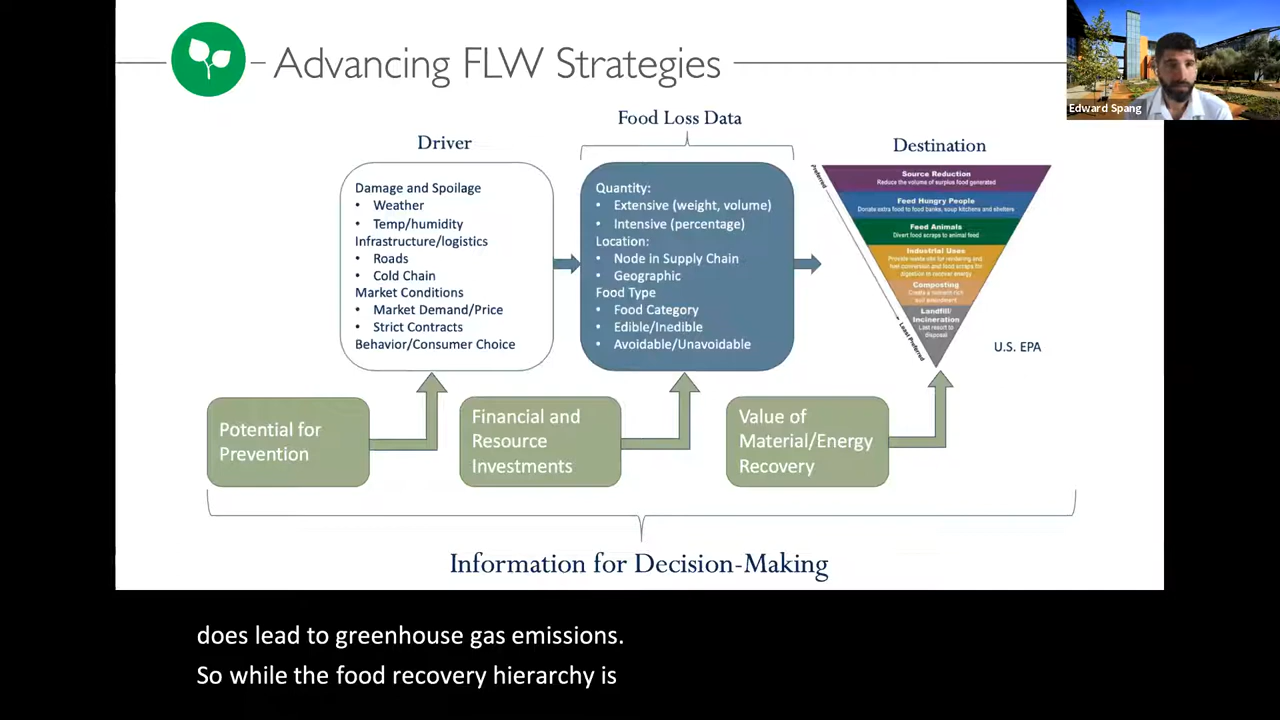 Advancing FLW Strategies
Edward Spang
Driver
Damage and Spoilage
• Weather
• Temp/humidity
Infrastructure/logistics
• Roads
• Cold Chain
Market Conditions
• Market Demand/Price
• Strict Contracts
Behavior/Consumer Choice
Food Loss Data
Quantity:
• Extensive (weight, volume)
• Intensive (percentage)
Location:
• Node in Supply Chain
• Geographic
Food Type
• Food Category
• Edible/Inedible
• Avoidable/Unavoidable
Destination
Preferred
Source Reduction
Reduce the volume of surplus food generated
Feed Hungry People
Donate extra food to food banks, soup kitchens and shelters
Feed Animals
Divert food scraps to animal feed
Industrial Uses
Provide waste oils for rendering and
fuel conversion and food scraps for
digestion to recover energy
Composting
Create a nutrient-rich
soil amendment
Landfill/
Incineration
Last resort to
disposal
Least Preferred
U.S. EPA
Potential for
Prevention
Financial and
Resource
Investments
Value of
Material/Energy
Recovery
Information for Decision-Making
does lead to greenhouse gas emissions.
So while the food recovery hierarchy is